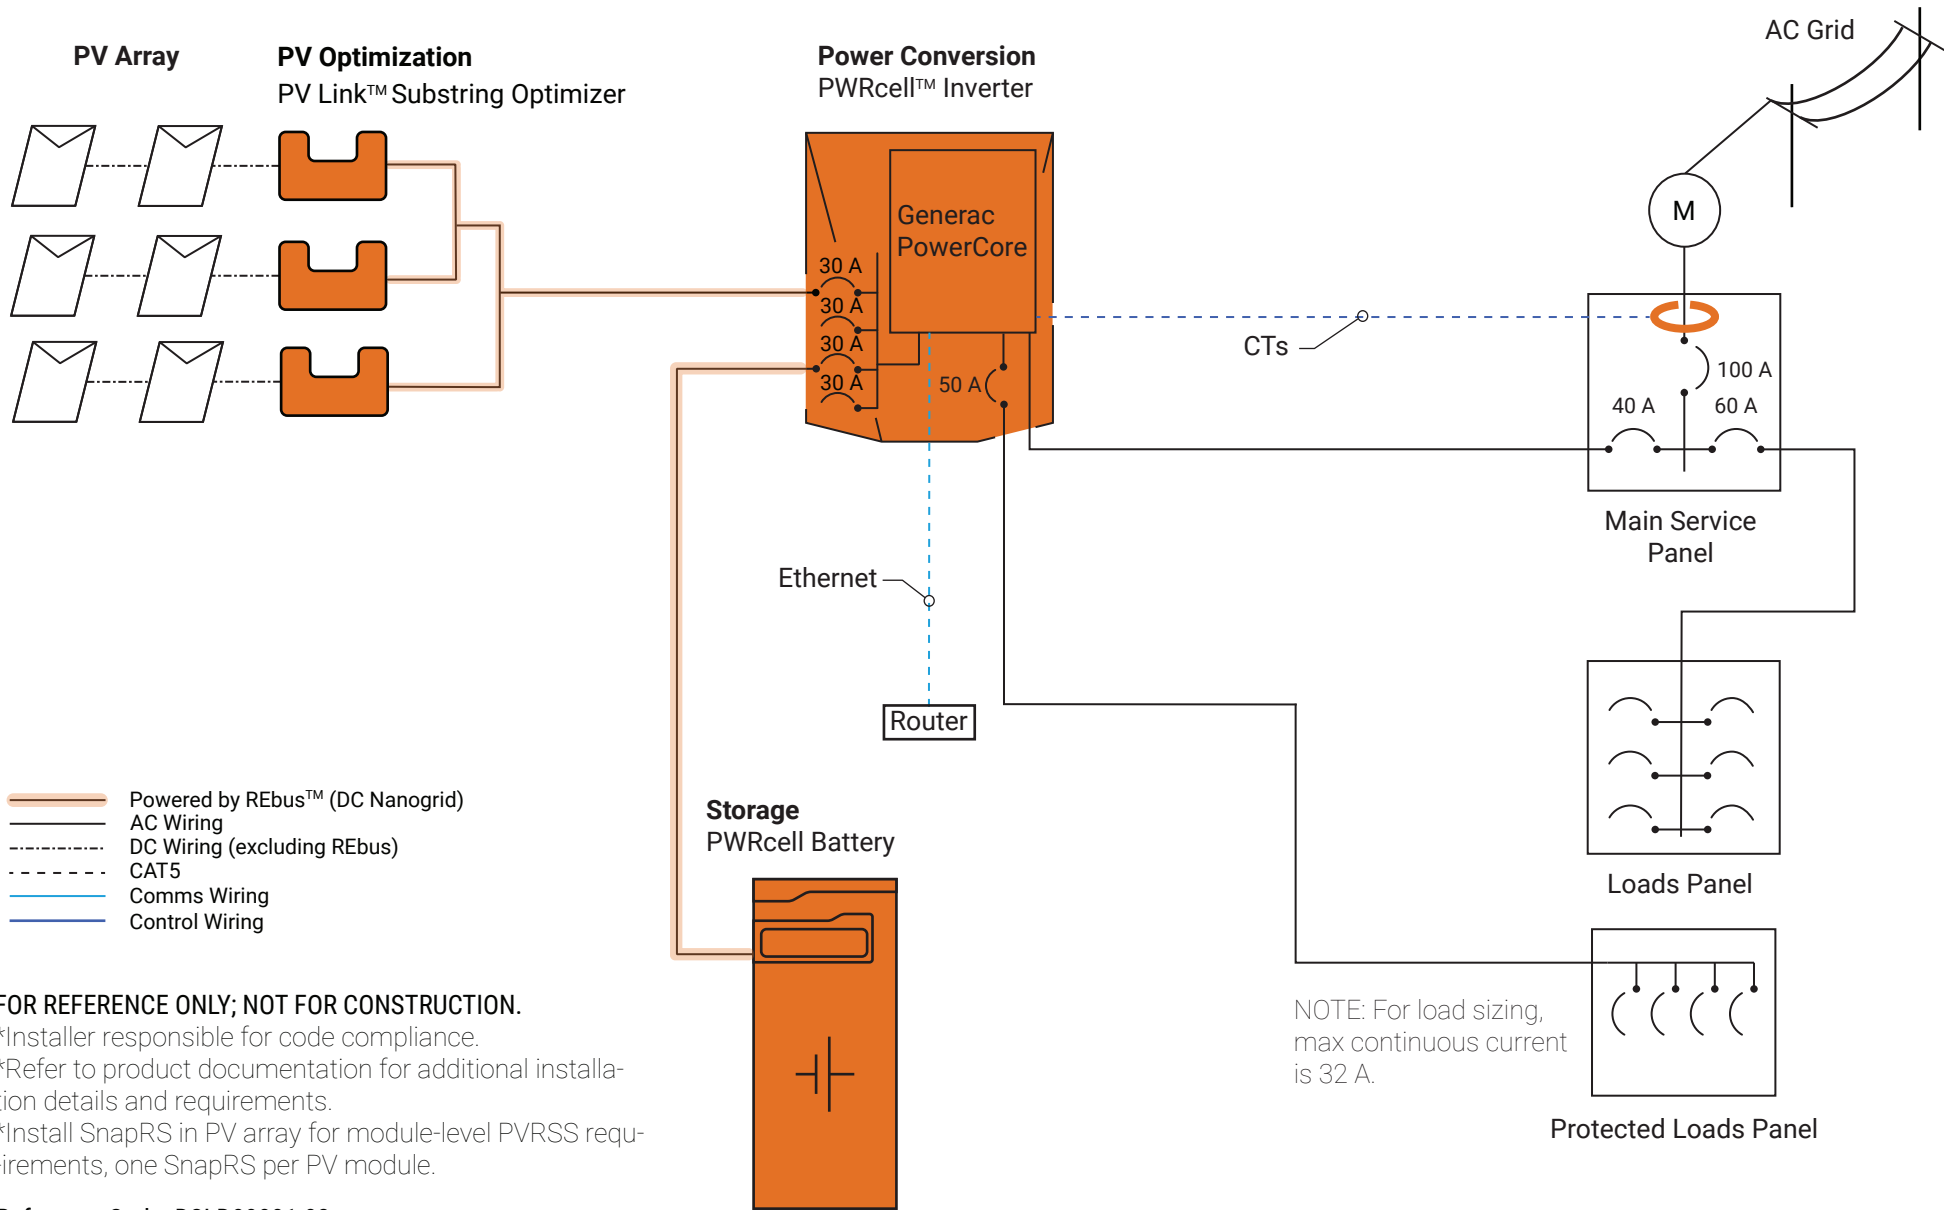 PV Array
PV Optimization
PV Link™ Substring Optimizer
Power Conversion
PWRcell™ Inverter
AC Grid
Generac
PowerCore
M
30 A
30 A
30 A
30 A
50 A
CTs
100 A
40 A
60 A
Main Service
Panel
Ethernet
Router
Loads Panel
Powered by REbus™ (DC Nanogrid)
AC Wiring
DC Wiring (excluding REbus)
CAT5
Comms Wiring
Control Wiring
Storage
PWRcell Battery
FOR REFERENCE ONLY; NOT FOR CONSTRUCTION.
*Installer responsible for code compliance.
*Refer to product documentation for additional installa-
tion details and requirements.
*Install SnapRS in PV array for module-level PVRSS requ-
irements, one SnapRS per PV module.
NOTE: For load sizing,
max continuous current
is 32 A.
Protected Loads Panel